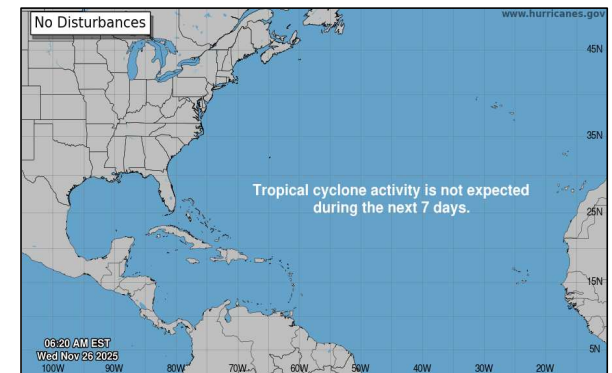 No Disturbances
www.hurricanes.gov
45N
35N
Tropical cyclone activity is not expected
during the next 7 days.
25N
15N
06:20 AM EST
Wed Nov 26 2025
5N
100W 90W 80W 70W 60W 50W 40W 30W 20W